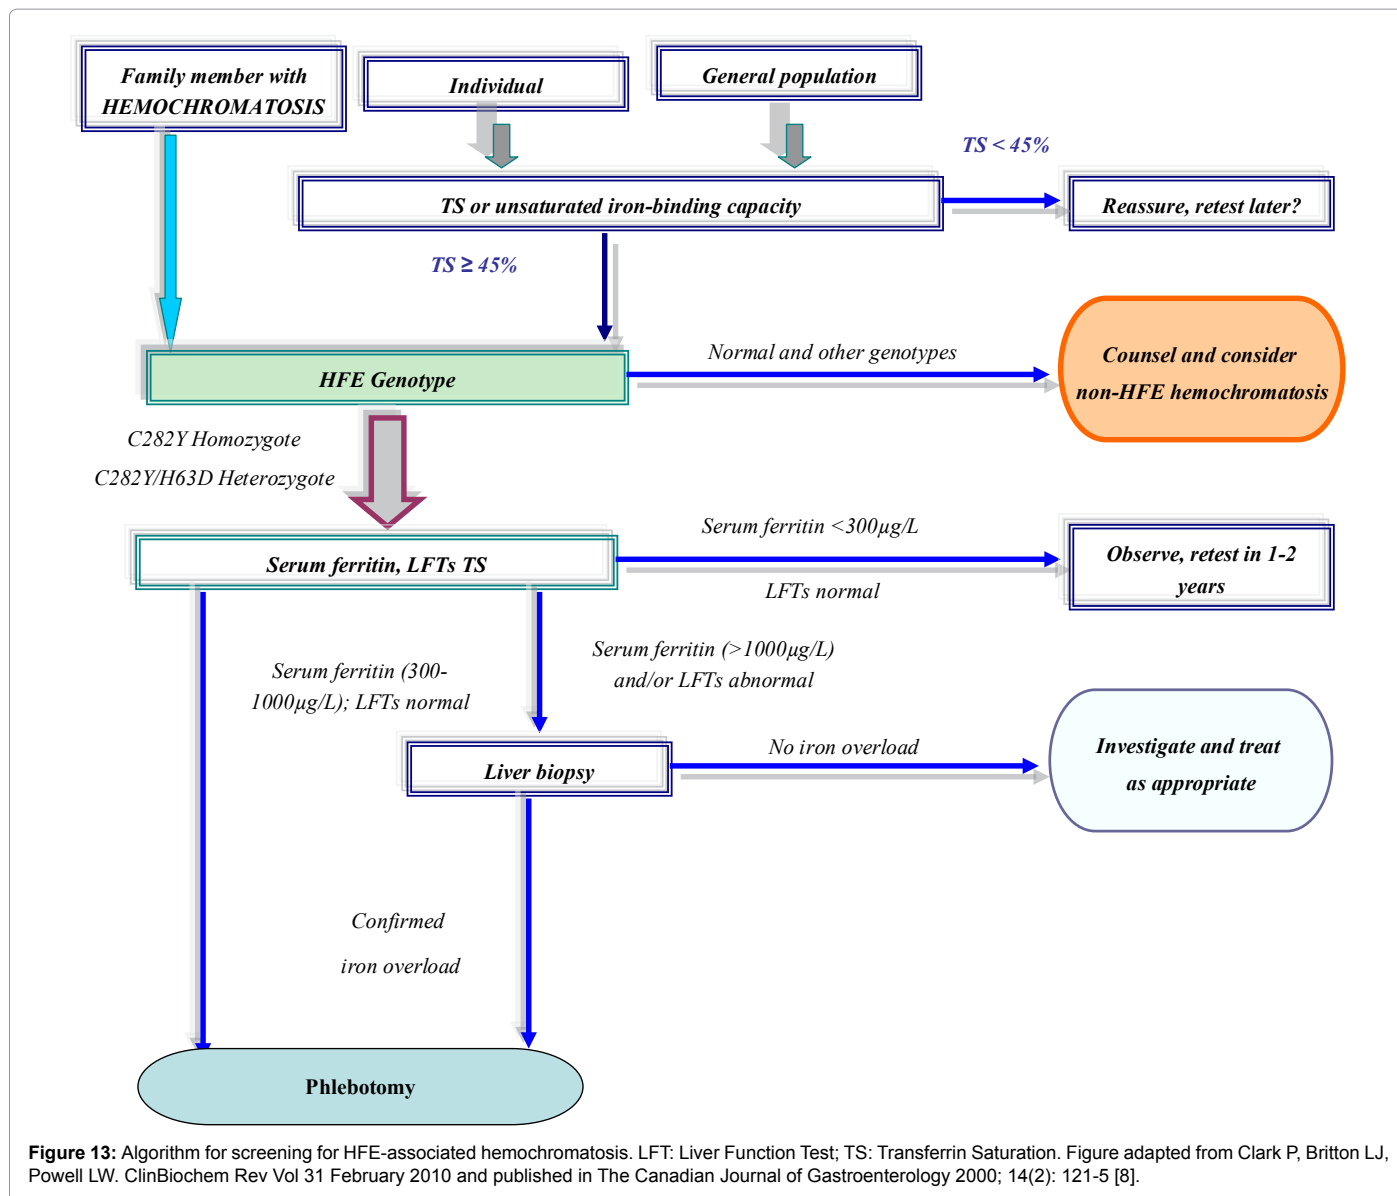 Family member with
HEMOCHROMATOSIS
Individual
General population
TS < 45%
TS or unsaturated iron-binding capacity
Reassure, retest later?
TS ≥ 45%
Normal and other genotypes
Counsel and consider
non-HFE hemochromatosis
HFE Genotype
C282Y Homozygote
C282Y/H63D Heterozygote
Serum ferritin <300µg/L
Serum ferritin, LFTs TS
LFTs normal
Observe, retest in 1-2
years
Serum ferritin (300-
1000µg/L); LFTs normal
Serum ferritin (>1000µg/L)
and/or LFTs abnormal
Liver biopsy
No iron overload
Investigate and treat
as appropriate
Confirmed
iron overload
Phlebotomy
Figure 13: Algorithm for screening for HFE-associated hemochromatosis. LFT: Liver Function Test; TS: Transferrin Saturation. Figure adapted from Clark P, Britton LJ,
Powell LW. ClinBiochem Rev Vol 31 February 2010 and published in The Canadian Journal of Gastroenterology 2000; 14(2): 121-5 [8].